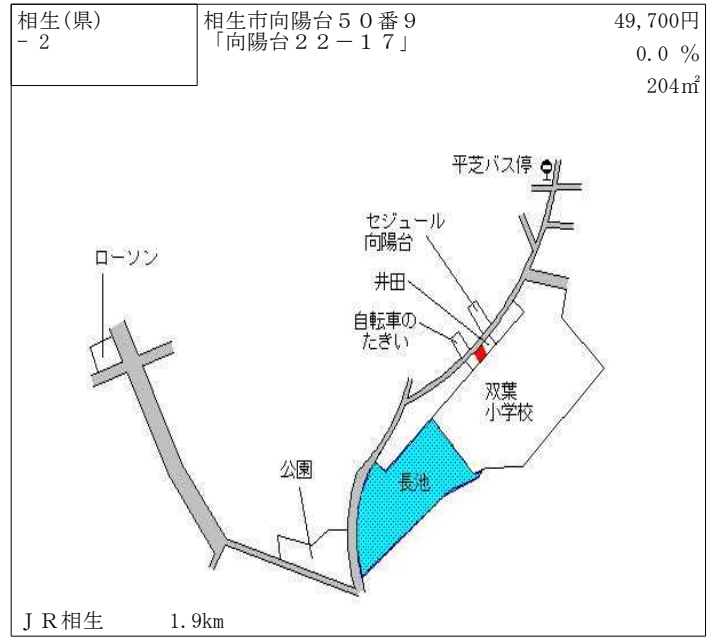 相生(県)
- 2
相生市向陽台５０番９
「向陽台２２－１７」
49,700円
0.0 %
204㎡
平芝バス停
セジュール
向陽台
井田
自転車の
たきい
ローソン
双葉
小学校
長池
公園
ＪＲ相生 1.9km